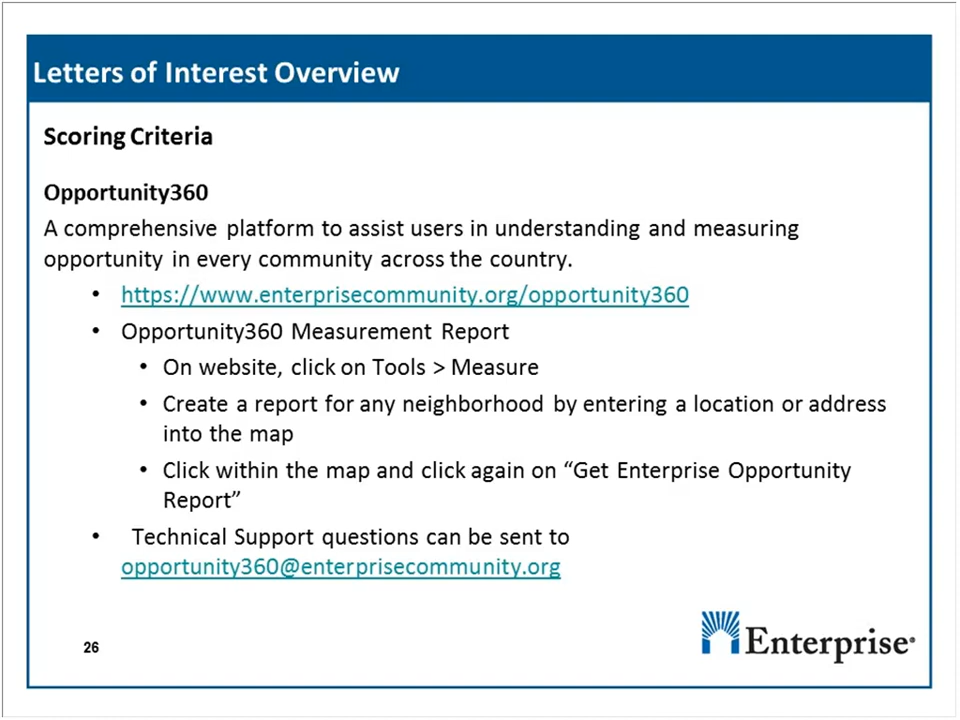 Letters of Interest Overview
Scoring Criteria
Opportunity360
A comprehensive platform to assist users in understanding and measuring
opportunity in every community across the country.
• https://www.enterprisecommunity.org/opportunity360
• Opportunity360 Measurement Report
• On website, click on Tools > Measure
• Create a report for any neighborhood by entering a location or address
into the map
• Click within the map and click again on “Get Enterprise Opportunity
Report”
• Technical Support questions can be sent to
opportunity360@enterprisecommunity.org
26
Enterprise®